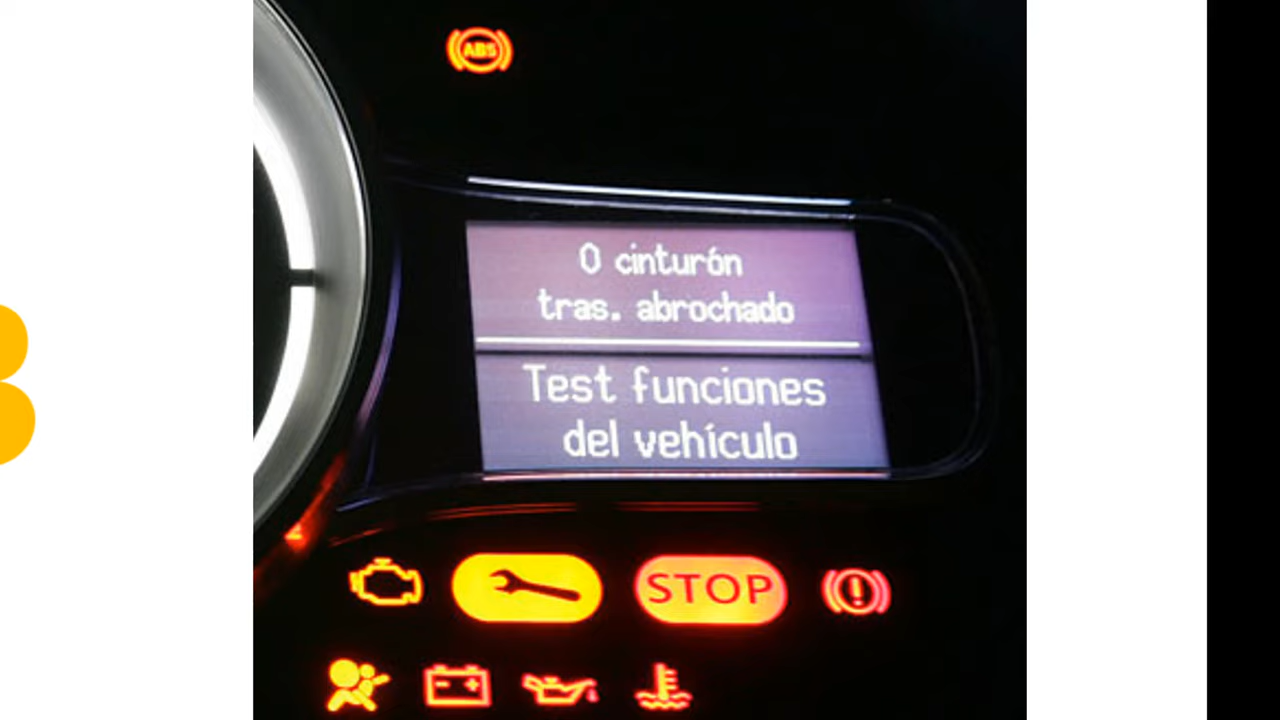 ABS
0 cinturón
tras. abrochado
Test funciones
del vehículo
STOP